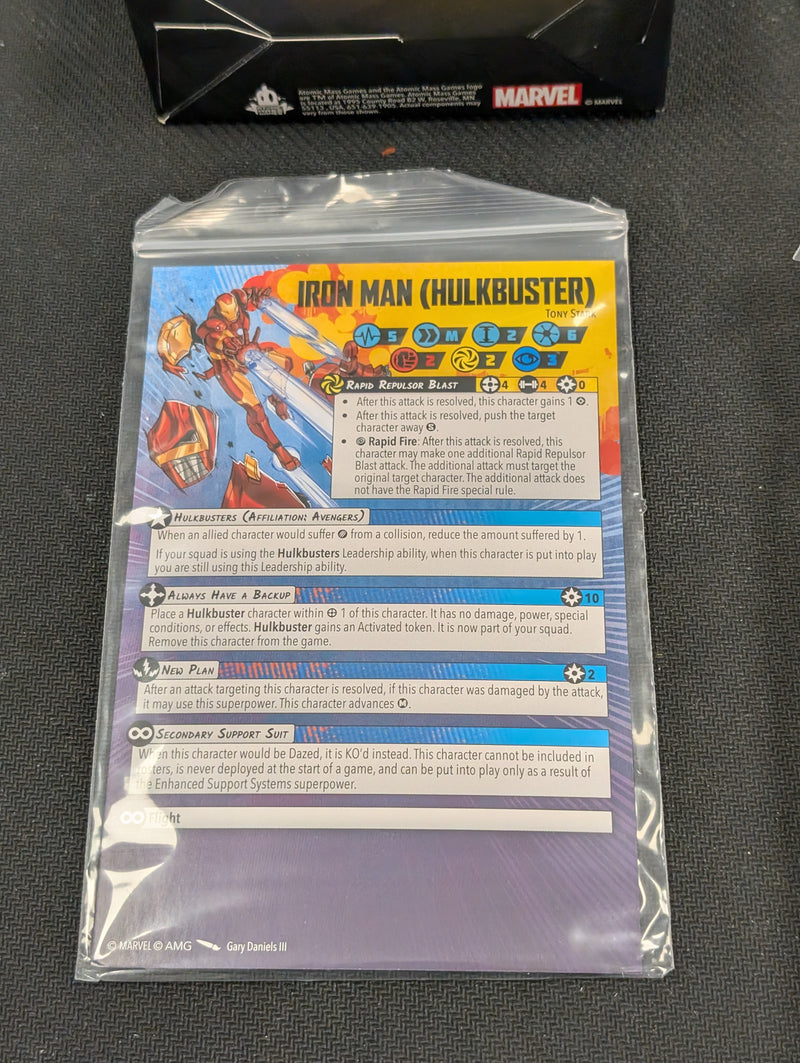 Atomic Mass Games and the Atomic Mass Games logo
are TM of Atomic Mass Games. Atomic Mass Games
is located at 1995 County Road B2 W, Roseville, MN
55113, USA, 651-639-1905. Actual components may
vary from those shown.
MARVEL
© MARVEL
IRON MAN (HULKBUSTER)
TONY STARK
5 M 2 6
2 2 3
RAPID REPULSOR BLAST 4 4 0
• After this attack is resolved, this character gains 1
• After this attack is resolved, push the target
character away S.
• Rapid Fire: After this attack is resolved, this
character may make one additional Rapid Repulsor
Blast attack. The additional attack must target the
original target character. The additional attack does
not have the Rapid Fire special rule.
HULKBUSTERS (AFFILIATION: AVENGERS)
When an allied character would suffer from a collision, reduce the amount suffered by 1.
If your squad is using the Hulkbusters Leadership ability, when this character is put into play
you are still using this Leadership ability.
ALWAYS HAVE A BACKUP 10
Place a Hulkbuster character within 1 of this character. It has no damage, power, special
conditions, or effects. Hulkbuster gains an Activated token. It is now part of your squad.
Remove this character from the game.
NEW PLAN 2
After an attack targeting this character is resolved, if this character was damaged by the attack,
it may use this superpower. This character advances M.
SECONDARY SUPPORT SUIT
When this character would be Dazed, it is KO'd instead. This character cannot be included in
rosters, is never deployed at the start of a game, and can be put into play only as a result of
the Enhanced Support Systems superpower.
Flight
© MARVEL © AMG Gary Daniels III